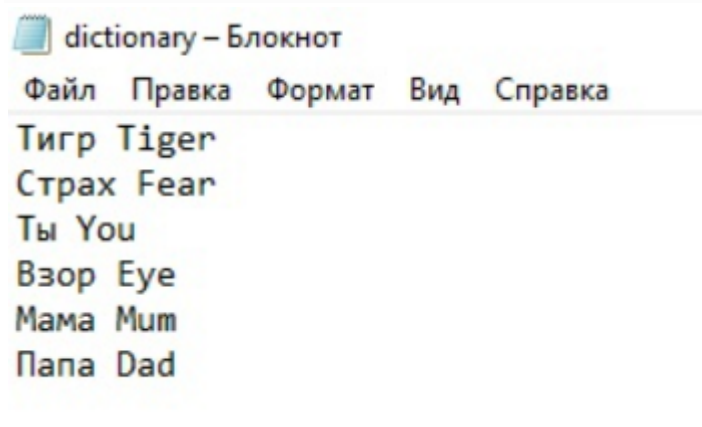 dictionary – Блокнот
Файл Правка Формат Вид Справка
Тигр Tiger
Страх Fear
Ты You
Взор Eye
Мама Mum
Папа Dad